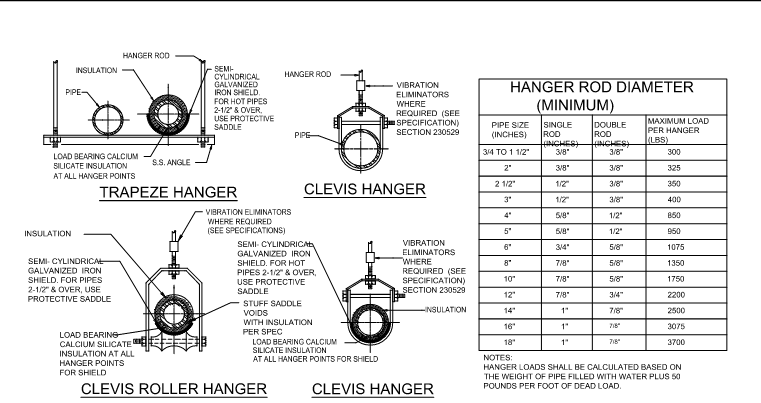 HANGER ROD
INSULATION
PIPE
SEMI-
CYLINDRICAL
GALVANIZED
IRON SHIELD.
FOR HOT PIPES
2-1/2" & OVER,
USE PROTECTIVE
SADDLE
LOAD BEARING CALCIUM
SILICATE INSULATION
AT ALL HANGER POINTS
S.S. ANGLE
TRAPEZE HANGER
HANGER ROD
VIBRATION
ELIMINATORS
WHERE
REQUIRED (SEE
SPECIFICATION)
SECTION 230529
PIPE
CLEVIS HANGER
VIBRATION ELIMINATORS
WHERE REQUIRED
(SEE SPECIFICATIONS)
INSULATION
SEMI- CYLINDRICAL
GALVANIZED IRON
SHIELD. FOR PIPES
2-1/2" & OVER, USE
PROTECTIVE SADDLE
STUFF SADDLE
VOIDS
WITH INSULATION
PER SPEC
LOAD BEARING
CALCIUM SILICATE
INSULATION AT ALL
HANGER POINTS
FOR SHIELD
CLEVIS ROLLER HANGER
SEMI- CYLINDRICAL
GALVANIZED IRON
SHIELD. FOR HOT
PIPES 2-1/2" & OVER,
USE PROTECTIVE
SADDLE
VIBRATION
ELIMINATORS
WHERE
REQUIRED (SEE
SPECIFICATION)
SECTION 230529
INSULATION
LOAD BEARING CALCIUM
SILICATE INSULATION
AT ALL HANGER POINTS FOR SHIELD
CLEVIS HANGER
HANGER ROD DIAMETER
(MINIMUM)
PIPE SIZE
(INCHES)
SINGLE
ROD
(INCHES)
DOUBLE
ROD
(INCHES)
MAXIMUM LOAD
PER HANGER
(LBS)
3/4 TO 1 1/2" 3/8" 3/8" 300
2" 3/8" 3/8" 325
2 1/2" 1/2" 3/8" 350
3" 1/2" 3/8" 400
4" 5/8" 1/2" 850
5" 5/8" 1/2" 950
6" 3/4" 5/8" 1075
8" 7/8" 5/8" 1350
10" 7/8" 5/8" 1750
12" 7/8" 3/4" 2200
14" 1" 7/8" 2500
16" 1" 7/8" 3075
18" 1" 7/8" 3700
NOTES:
HANGER LOADS SHALL BE CALCULATED BASED ON
THE WEIGHT OF PIPE FILLED WITH WATER PLUS 50
POUNDS PER FOOT OF DEAD LOAD.